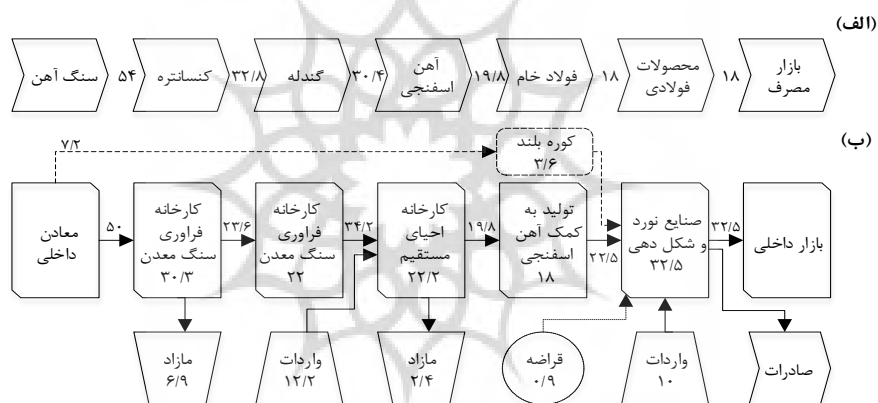 (الف)
سنگ آهن
۵۴
کنسانتره
۳۲/۸
گندله
۳۰/۴
آهن
اسفنجی
۱۹/۸
فولاد خام
۱۸
محصولات
فولادی
۱۸
بازار
مصرف
(ب)
۷/۲
کوره بلند
۳/۶
معادن
داخلی
۵۰
کارخانه
فراوری
سنگ معدن
۳۰/۳
۲۳/۶
کارخانه
فراوری
سنگ معدن
۲۲
۳۴/۲
کارخانه
احیای
مستقیم
۲۲/۲
۱۹/۸
تولید به
کمک آهن
اسفنجی
۱۸
۲۲/۵
صنایع نورد
و شکل دهی
۳۲/۵
۳۲/۵
بازار داخلی
مازاد
۶/۹
واردات
۱۲/۲
مازاد
۲/۴
قراضه
۰/۹
واردات
۱۰
صادرات